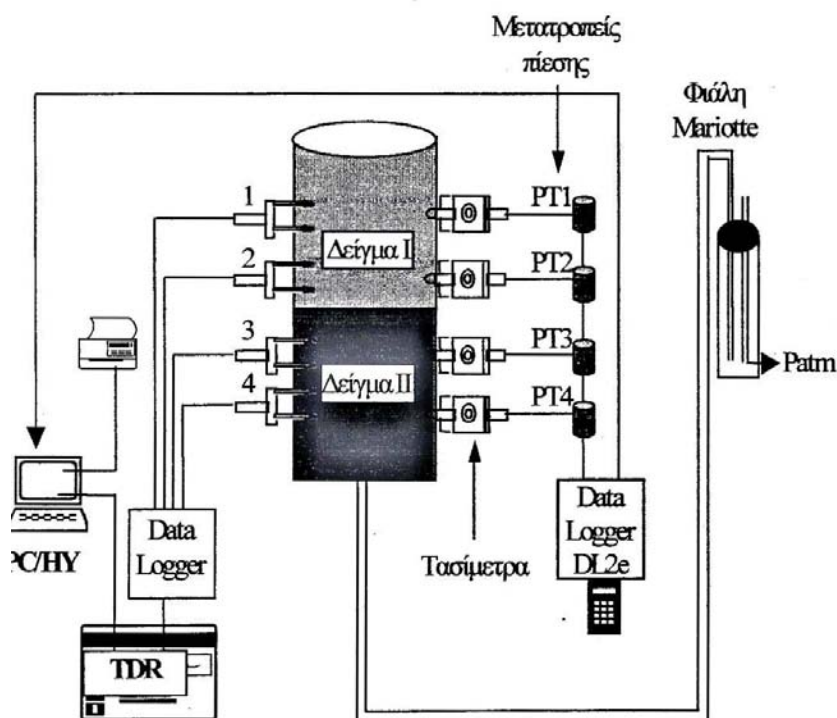 Μετατροπείς
πίεσης
Φιάλη
Mariotte
1
PT1
Δείγμα I
2
PT2
3
PT3
Patm
4
Δείγμα II
PT4
Data
Logger
PC/HY
Data
Logger
DL2e
Τασίμετρα
TDR